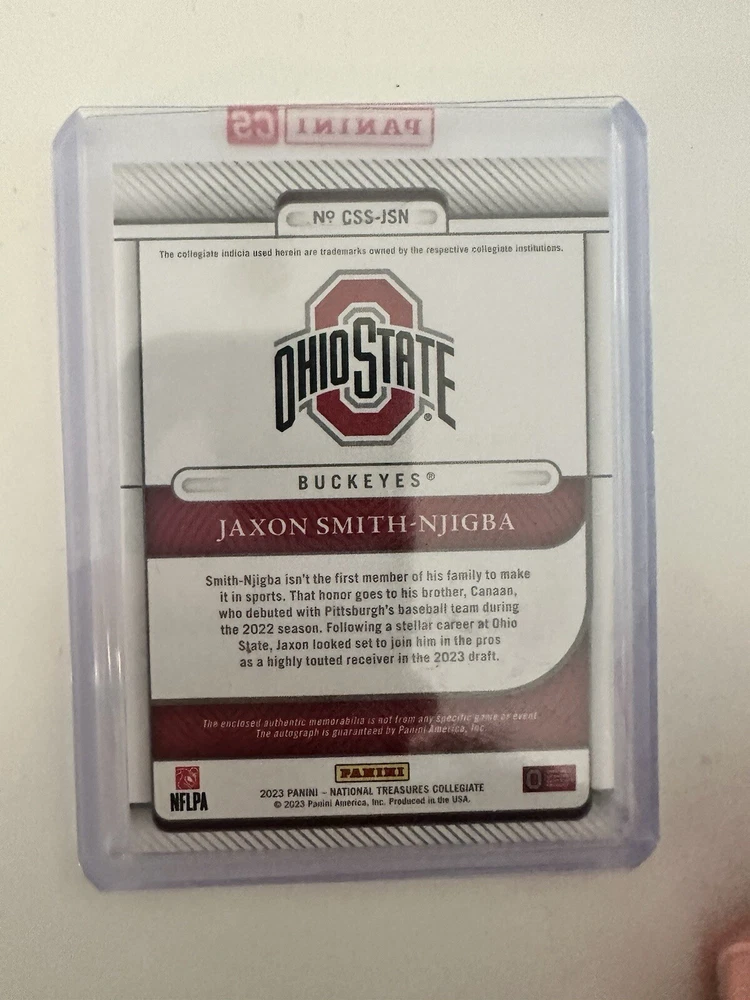 PANINI CS
Nº CSS-JSN
The collegiate indicia used herein are trademarks owned by the respective collegiate institutions.
OHIO STATE
®
BUCKEYES®
JAXON SMITH-NJIGBA
Smith-Njigba isn't the first member of his family to make
it in sports. That honor goes to his brother, Canaan,
who debuted with Pittsburgh's baseball team during
the 2022 season. Following a stellar career at Ohio
State, Jaxon looked set to join him in the pros
as a highly touted receiver in the 2023 draft.
The enclosed authentic memorabilia is not from any specific game or event
The autograph is guaranteed by Panini America, Inc.
PANINI
NFLPA
2023 PANINI – NATIONAL TREASURES COLLEGIATE
© 2023 Panini America, Inc. Produced in the USA.